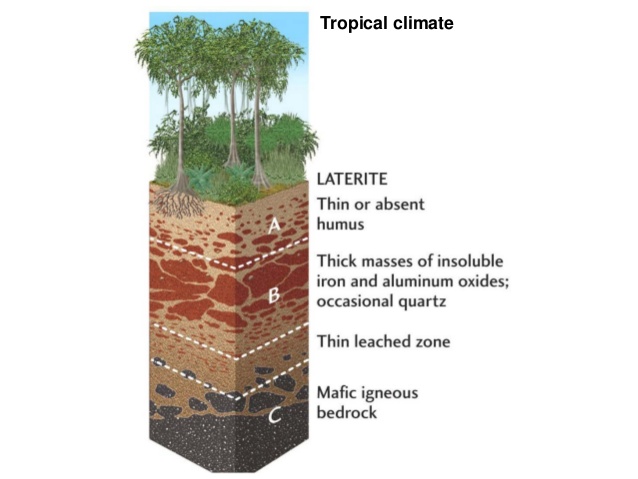 Tropical climate
LATERITE
Thin or absent
humus
A
Thick masses of insoluble
iron and aluminum oxides;
occasional quartz
B
Thin leached zone
Mafic igneous
bedrock
C